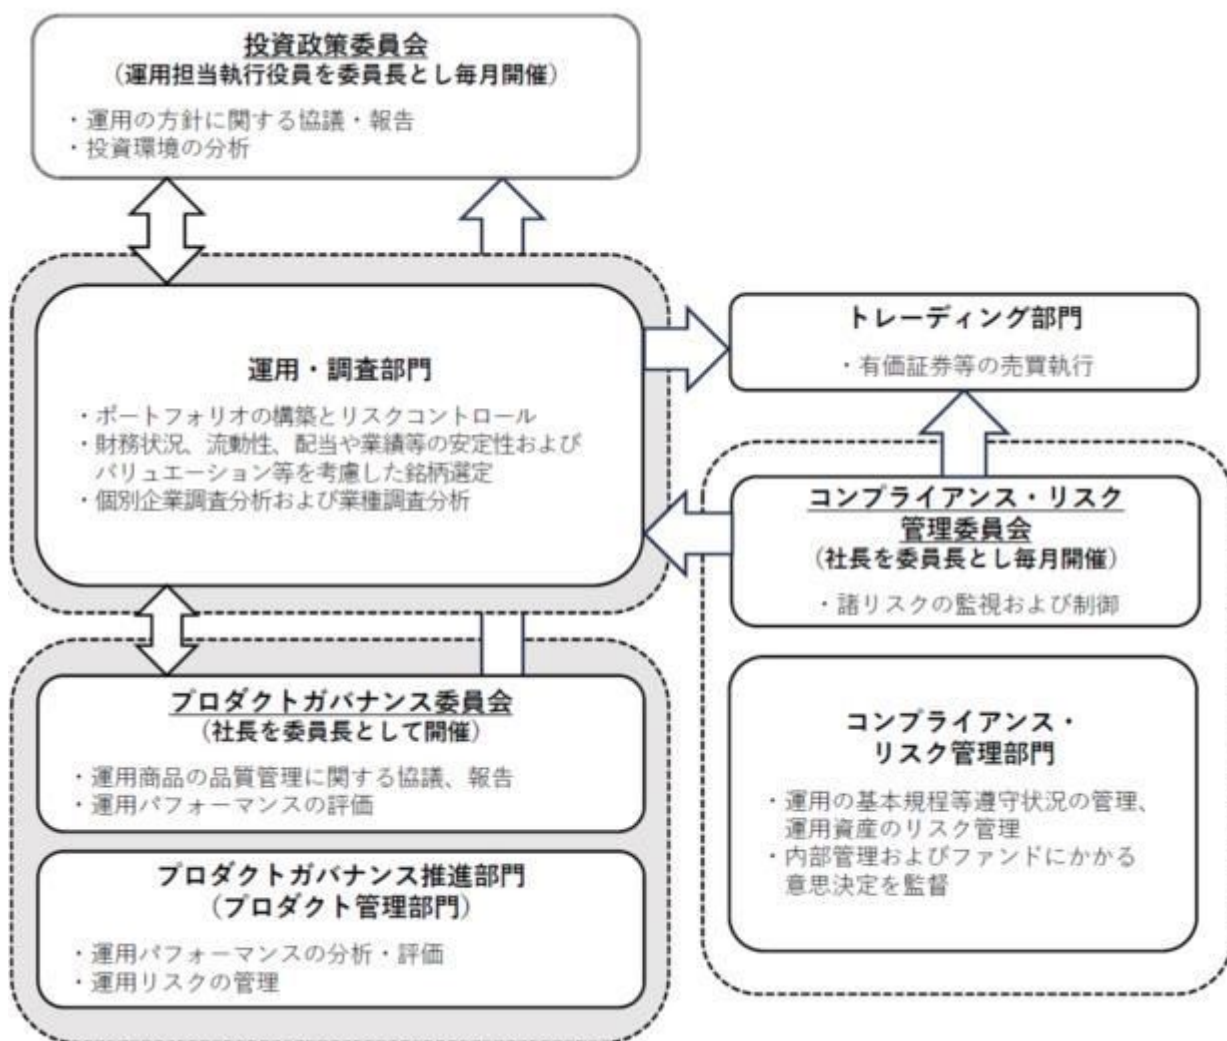 投資政策委員会
（運用担当執行役員を委員長とし毎月開催）
・運用の方針に関する協議・報告
・投資環境の分析
運用・調査部門
・ポートフォリオの構築とリスクコントロール
・財務状況、流動性、配当や業績等の安定性および
バリュエーション等を考慮した銘柄選定
・個別企業調査分析および業種調査分析
トレーディング部門
・有価証券等の売買執行
コンプライアンス・リスク
管理委員会
（社長を委員長とし毎月開催）
・諸リスクの監視および制御
プロダクトガバナンス委員会
（社長を委員長として開催）
・運用商品の品質管理に関する協議、報告
・運用パフォーマンスの評価
プロダクトガバナンス推進部門
（プロダクト管理部門）
・運用パフォーマンスの分析・評価
・運用リスクの管理
コンプライアンス・
リスク管理部門
・運用の基本規程等遵守状況の管理、
運用資産のリスク管理
・内部管理およびファンドにかかる
意思決定を監督